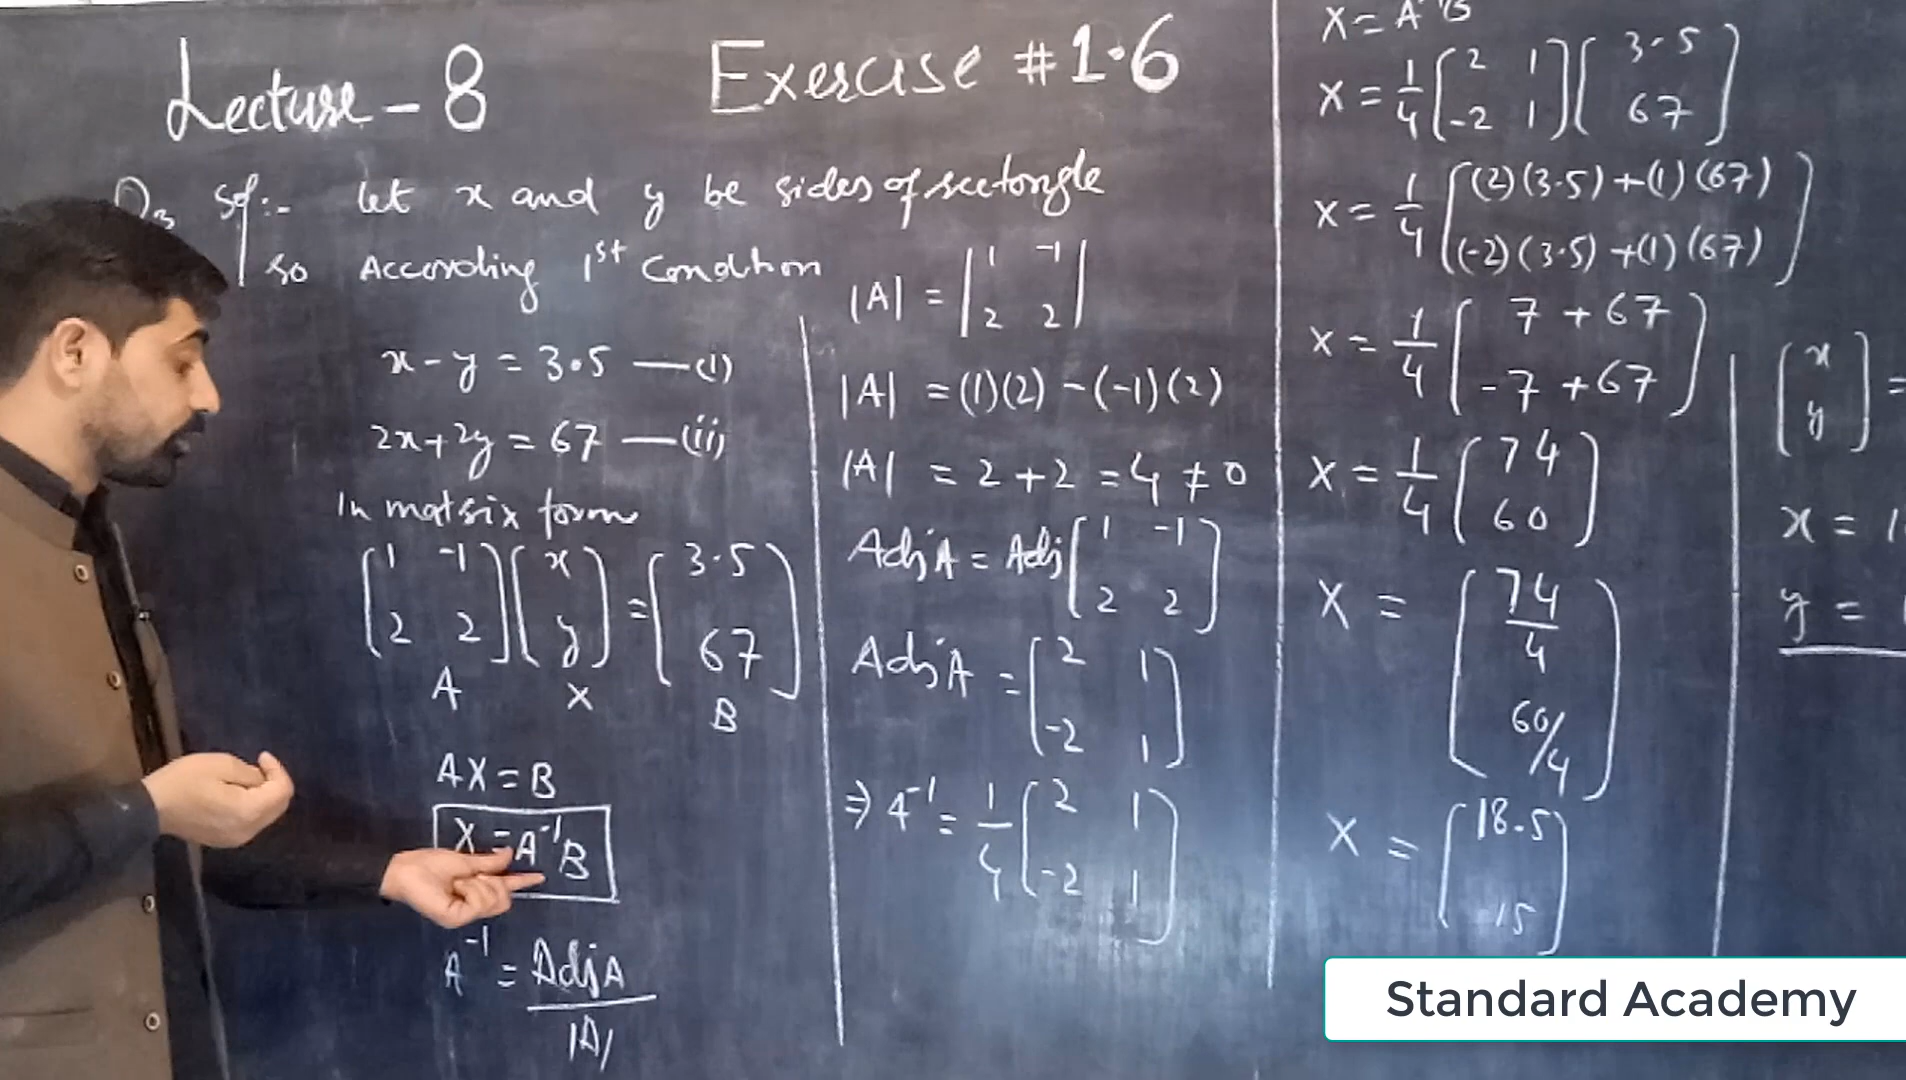 Lecture - 8
Exercise # 1.6
Q3 Sol:- let x and y be sides of rectangle
so According 1st Condition
x - y = 3.5 — (i)
2x + 2y = 67 — (ii)
In matrix form
[1 -1] [x] = [3.5]
[2 2] [y] [67]
A X B
AX = B
X = A⁻¹B
A⁻¹ = AdjA
|A|
|A| = |1 -1|
|2 2|
|A| = (1)(2) - (-1)(2)
|A| = 2 + 2 = 4 ≠ 0
AdjA = Adj [1 -1]
[2 2]
AdjA = [2 1]
[-2 1]
⇒ A⁻¹ = 1/4 [2 1]
[-2 1]
X = A⁻¹B
X = 1/4 [2 1] [3.5]
[-2 1] [67]
X = 1/4 [(2)(3.5) + (1)(67)]
[(-2)(3.5) + (1)(67)]
X = 1/4 [7 + 67]
[-7 + 67]
X = 1/4 [74]
[60]
X = [74/4]
[60/4]
X = [18.5]
[15]
[x] =
[y]
x = 1
y =
Standard Academy